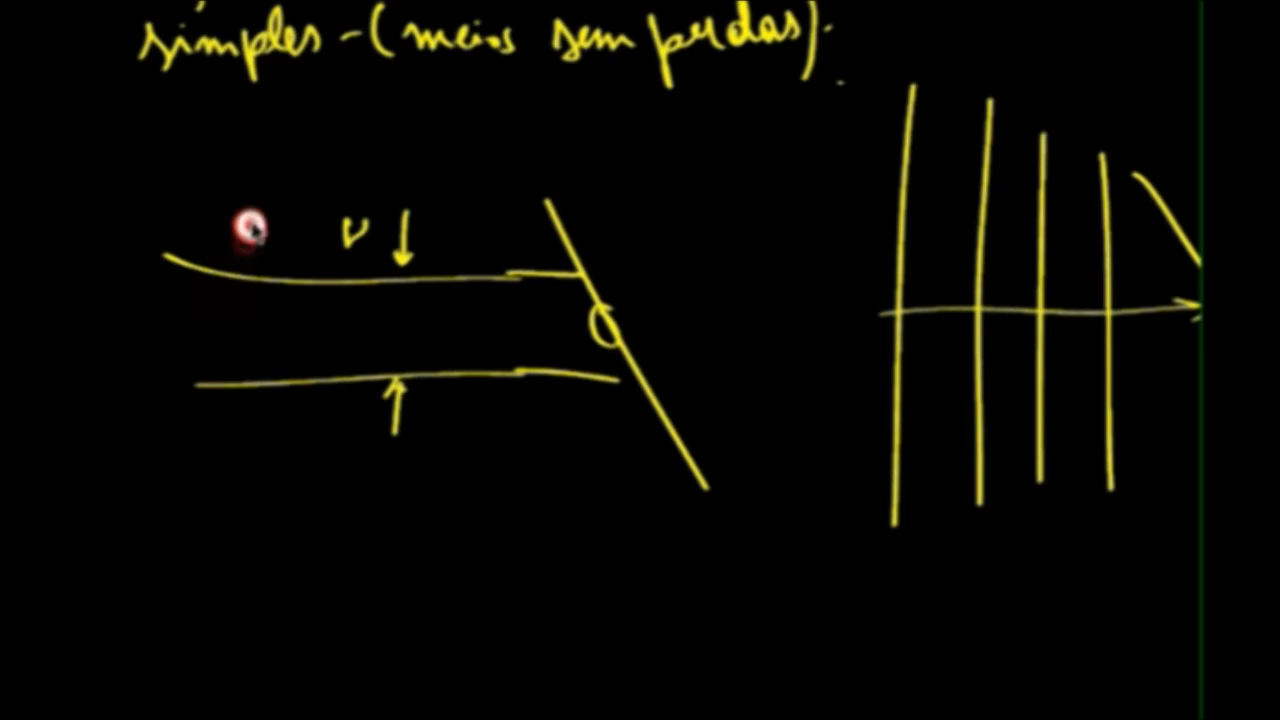 simples - (meios sem perdas).
ν